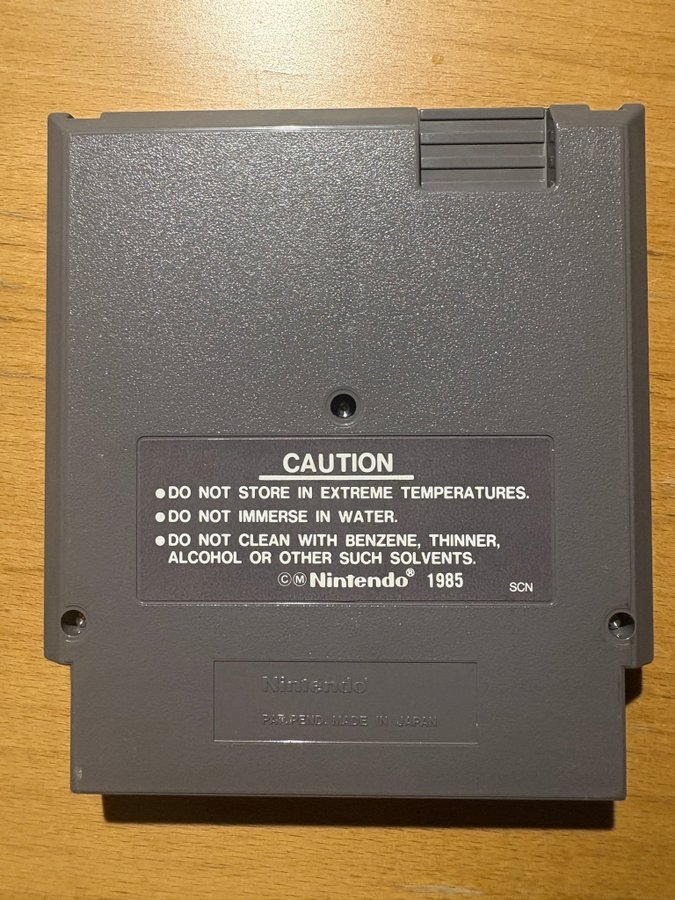 CAUTION
●DO NOT STORE IN EXTREME TEMPERATURES.
●DO NOT IMMERSE IN WATER.
●DO NOT CLEAN WITH BENZENE, THINNER,
ALCOHOL OR OTHER SUCH SOLVENTS.
ⒸⓂNintendo® 1985
SCN
Nintendo®
PAT.PEND. MADE IN JAPAN